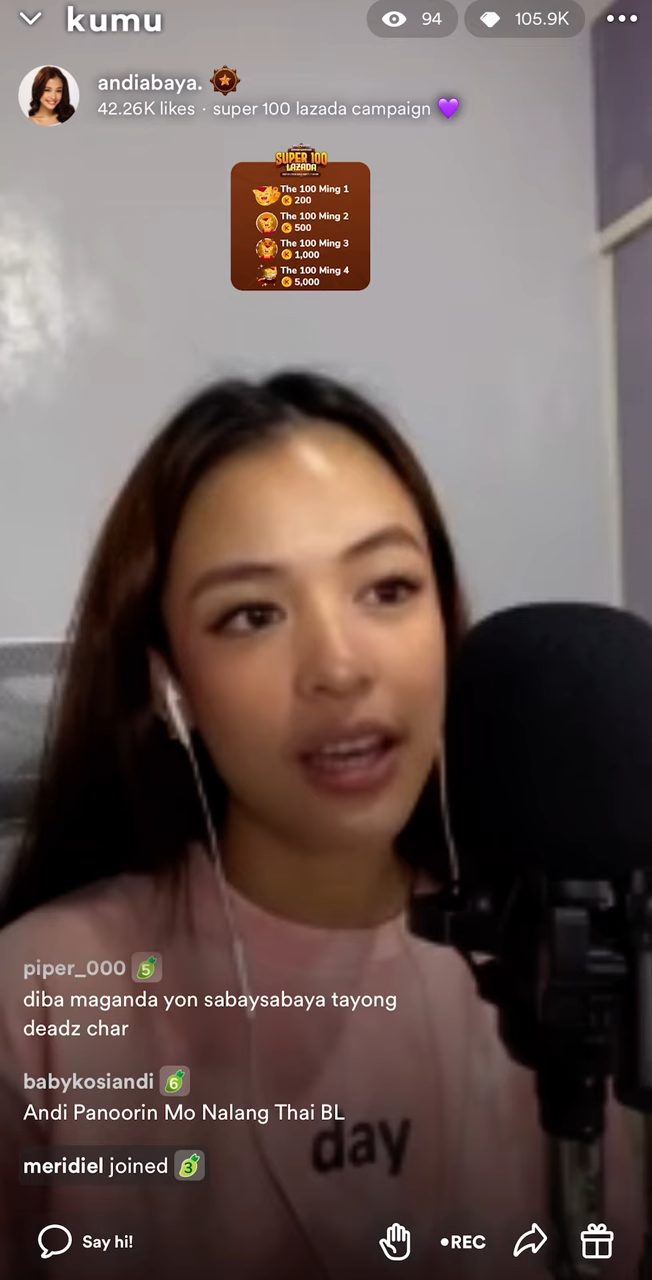 kumu
94
105.9K
andiabaya.
42.26K likes · super 100 lazada campaign 💜
SUPER 100
LAZADA
The 100 Ming 1
200
The 100 Ming 2
500
The 100 Ming 3
1,000
The 100 Ming 4
5,000
piper_000 5
diba maganda yon sabaysabaya tayong
deadz char
babykosiandi 6
Andi Panoorin Mo Nalang Thai BL
day
meridiel joined 3
Say hi!
•REC